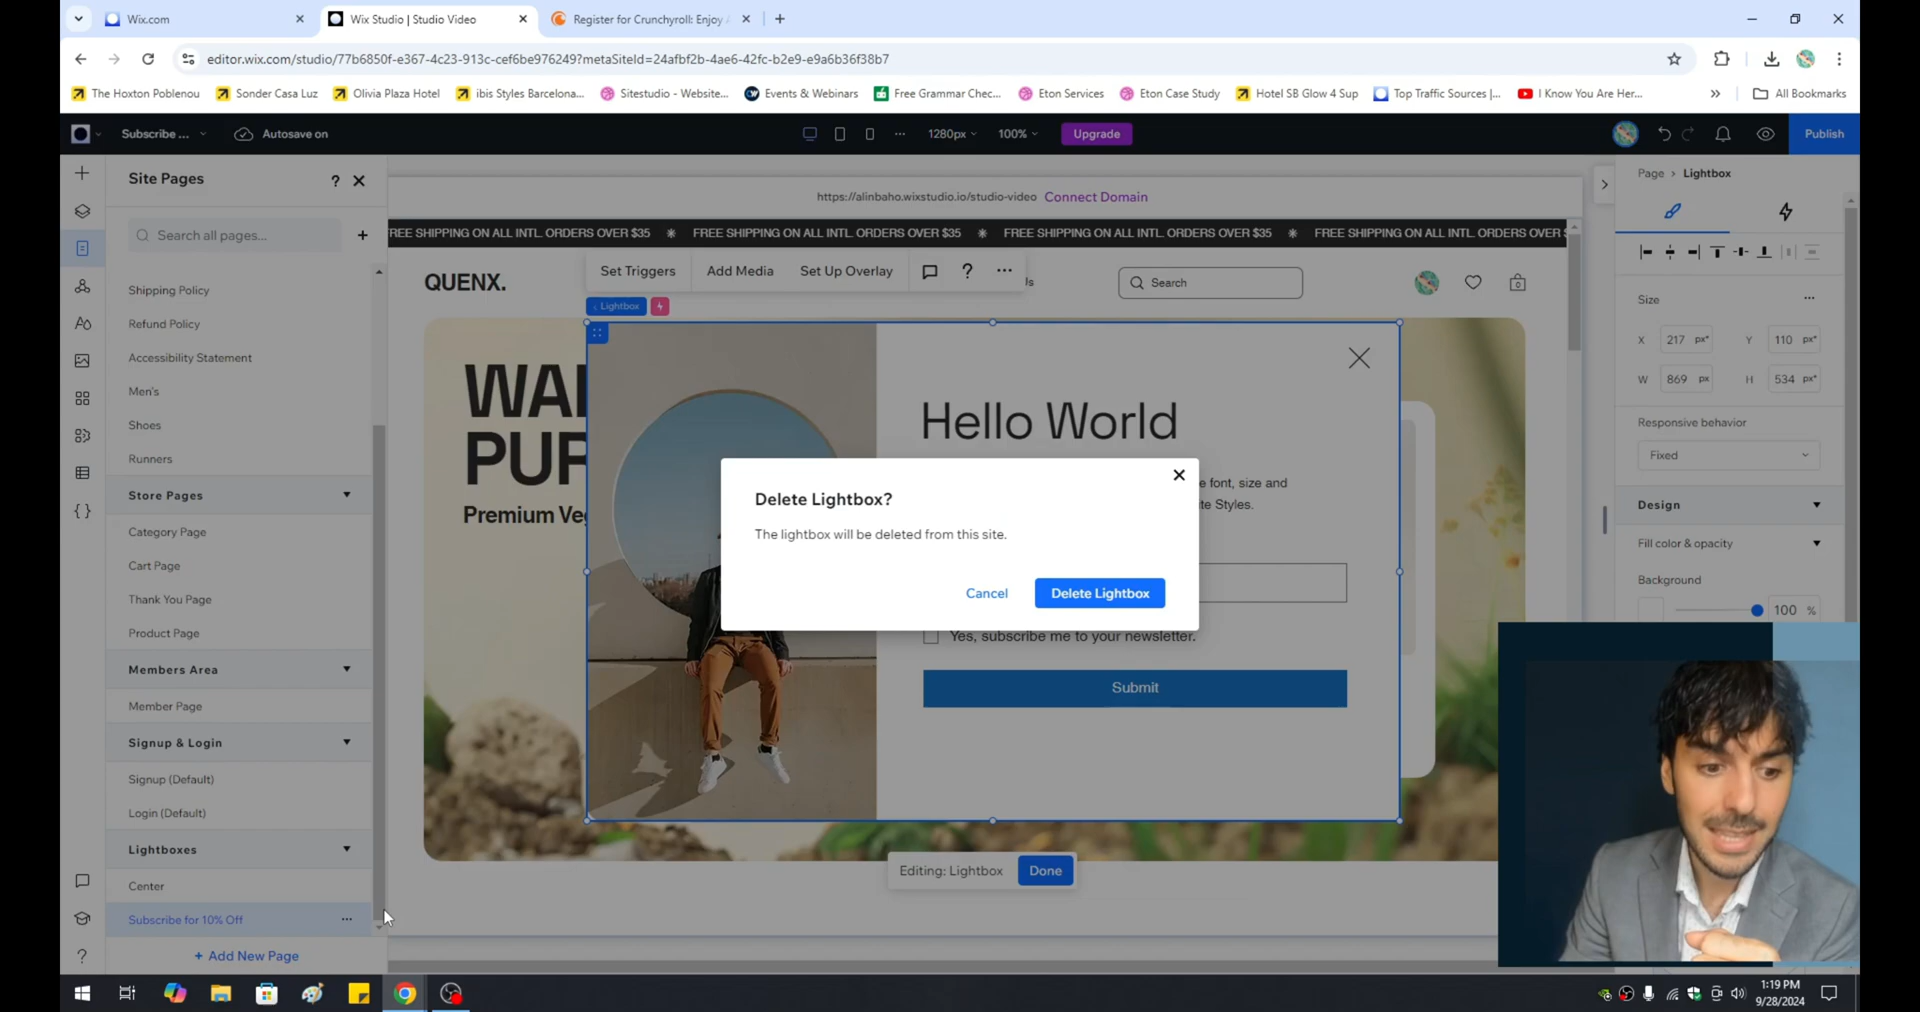 Wix.com
Wix Studio | Studio Video
Register for Crunchyroll: Enjoy
editor.wix.com/studio/77b6850f-e367-4c23-913c-cef6be976249?metaSiteId=24afbf2b-4ae6-42fc-b2e9-e9a6b36f38b7
The Hoxton Poblenou
Sonder Casa Luz
Olivia Plaza Hotel
ibis Styles Barcelona...
Sitestudio - Website...
Events & Webinars
Free Grammar Chec...
Eton Services
Eton Case Study
Hotel SB Glow 4 Sup
Top Traffic Sources |...
I Know You Are Her...
All Bookmarks
Subscribe ...
Autosave on
1280px
100%
Upgrade
Publish
Site Pages
?
Search all pages...
Shipping Policy
Refund Policy
Accessibility Statement
Men's
Shoes
Runners
Store Pages
Category Page
Cart Page
Thank You Page
Product Page
Members Area
Member Page
Signup & Login
Signup (Default)
Login (Default)
Lightboxes
Center
Subscribe for 10% Off
+ Add New Page
https://alinbaho.wixstudio.io/studio-video Connect Domain
REE SHIPPING ON ALL INTL. ORDERS OVER $35 FREE SHIPPING ON ALL INTL. ORDERS OVER $35 FREE SHIPPING ON ALL INTL. ORDERS OVER $35 FREE SHIPPING ON ALL INTL. ORDERS OVER $
QUENX.
Set Triggers
Add Media
Set Up Overlay
?
Us
Search
0
Lightbox
WA
PUR
Premium Ve
Hello World
e font, size and
te Styles.
Delete Lightbox?
The lightbox will be deleted from this site.
Cancel
Delete Lightbox
Yes, subscribe me to your newsletter.
Submit
Editing: Lightbox
Done
Page > Lightbox
Size
X 217 px* Y 110 px*
W 869 px H 534 px*
Responsive behavior
Fixed
Design
Fill color & opacity
Background
100 %
1:19 PM
9/28/2024